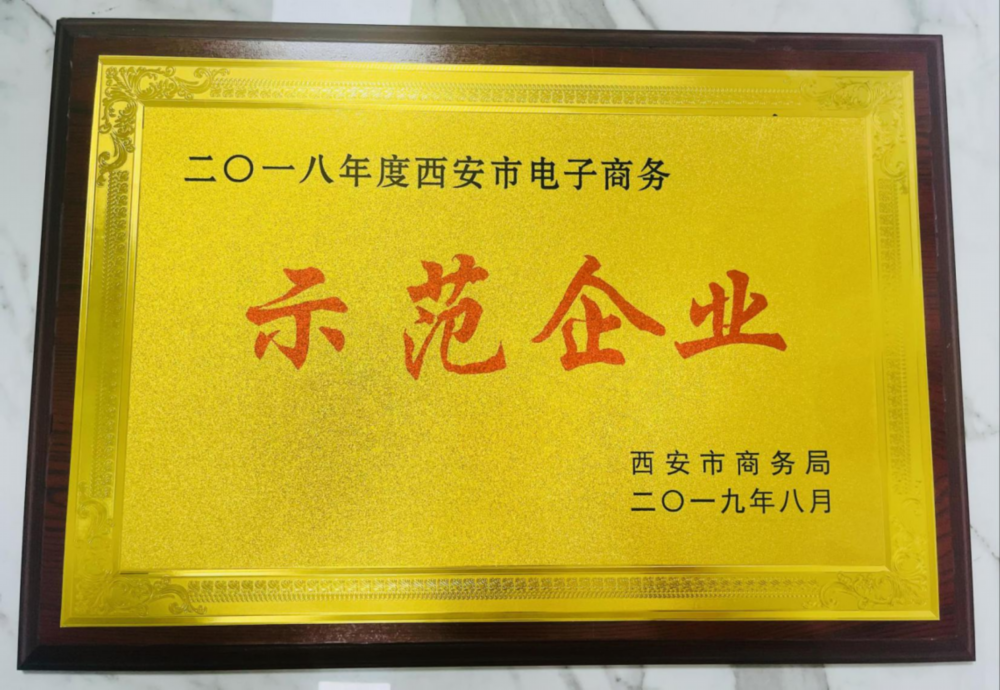 二〇一八年度西安市电子商务
示范企业
西安市商务局
二〇一九年八月